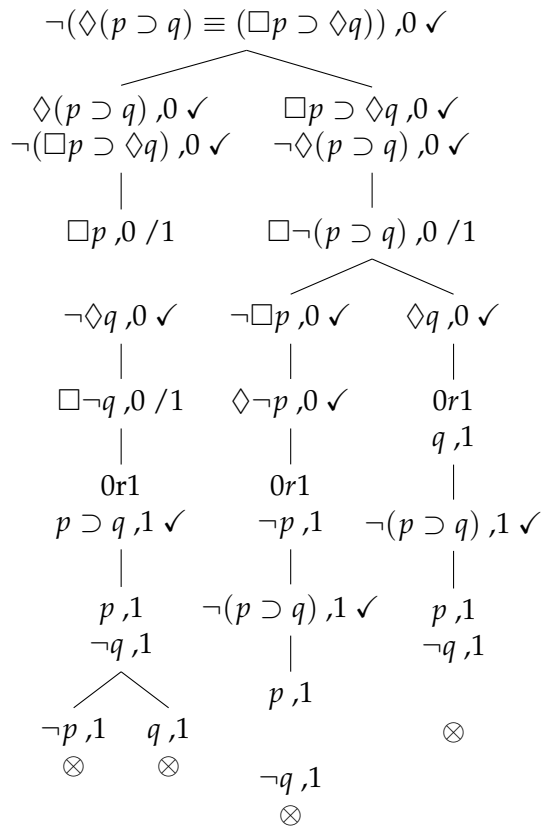 ¬(◊(p ⊃ q) ≡ (□p ⊃ ◊q)) ,0 ✓
◊(p ⊃ q) ,0 ✓
¬(□p ⊃ ◊q) ,0 ✓
□p ⊃ ◊q ,0 ✓
¬◊(p ⊃ q) ,0 ✓
□p ,0 /1
□¬(p ⊃ q) ,0 /1
¬◊q ,0 ✓
¬□p ,0 ✓
◊q ,0 ✓
□¬q ,0 /1
◊¬p ,0 ✓
0r1
q ,1
0r1
p ⊃ q ,1 ✓
0r1
¬p ,1
¬(p ⊃ q) ,1 ✓
p ,1
¬q ,1
¬(p ⊃ q) ,1 ✓
p ,1
¬q ,1
p ,1
¬p ,1
⊗
q ,1
⊗
⊗
¬q ,1
⊗